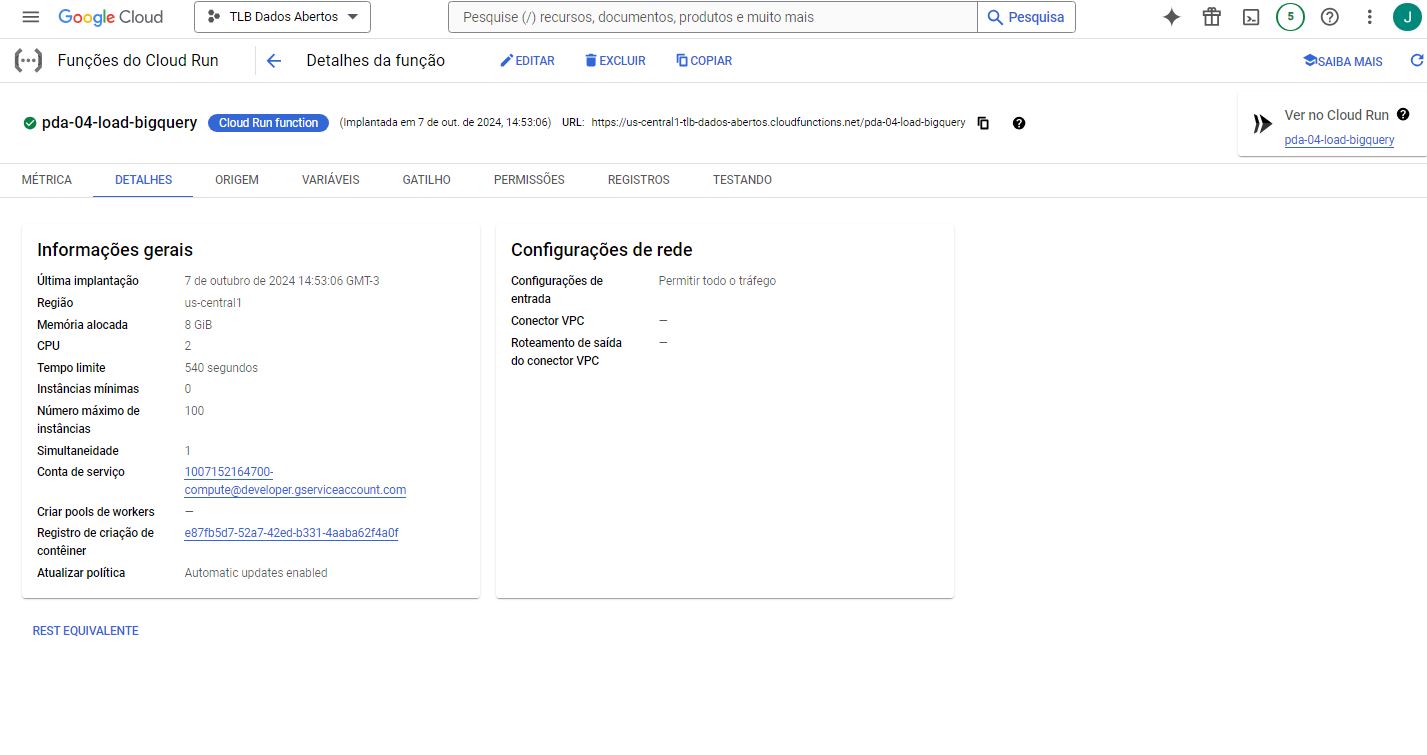 Google Cloud
TLB Dados Abertos
Pesquise (/) recursos, documentos, produtos e muito mais
Pesquisa
5
J
Funções do Cloud Run
Detalhes da função
EDITAR
EXCLUIR
COPIAR
SAIBA MAIS
pda-04-load-bigquery
Cloud Run function
(Implantada em 7 de out. de 2024, 14:53:06)
URL: https://us-central1-tlb-dados-abertos.cloudfunctions.net/pda-04-load-bigquery
Ver no Cloud Run
pda-04-load-bigquery
MÉTRICA
DETALHES
ORIGEM
VARIÁVEIS
GATILHO
PERMISSÕES
REGISTROS
TESTANDO
Informações gerais
Última implantação 7 de outubro de 2024 14:53:06 GMT-3
Região us-central1
Memória alocada 8 GiB
CPU 2
Tempo limite 540 segundos
Instâncias mínimas 0
Número máximo de 100
instâncias
Simultaneidade 1
Conta de serviço 1007152164700-
compute@developer.gserviceaccount.com
Criar pools de workers —
Registro de criação de e87fb5d7-52a7-42ed-b331-4aaba62f4a0f
contêiner
Atualizar política Automatic updates enabled
Configurações de rede
Configurações de Permitir todo o tráfego
entrada
Conector VPC —
Roteamento de saída —
do conector VPC
REST EQUIVALENTE